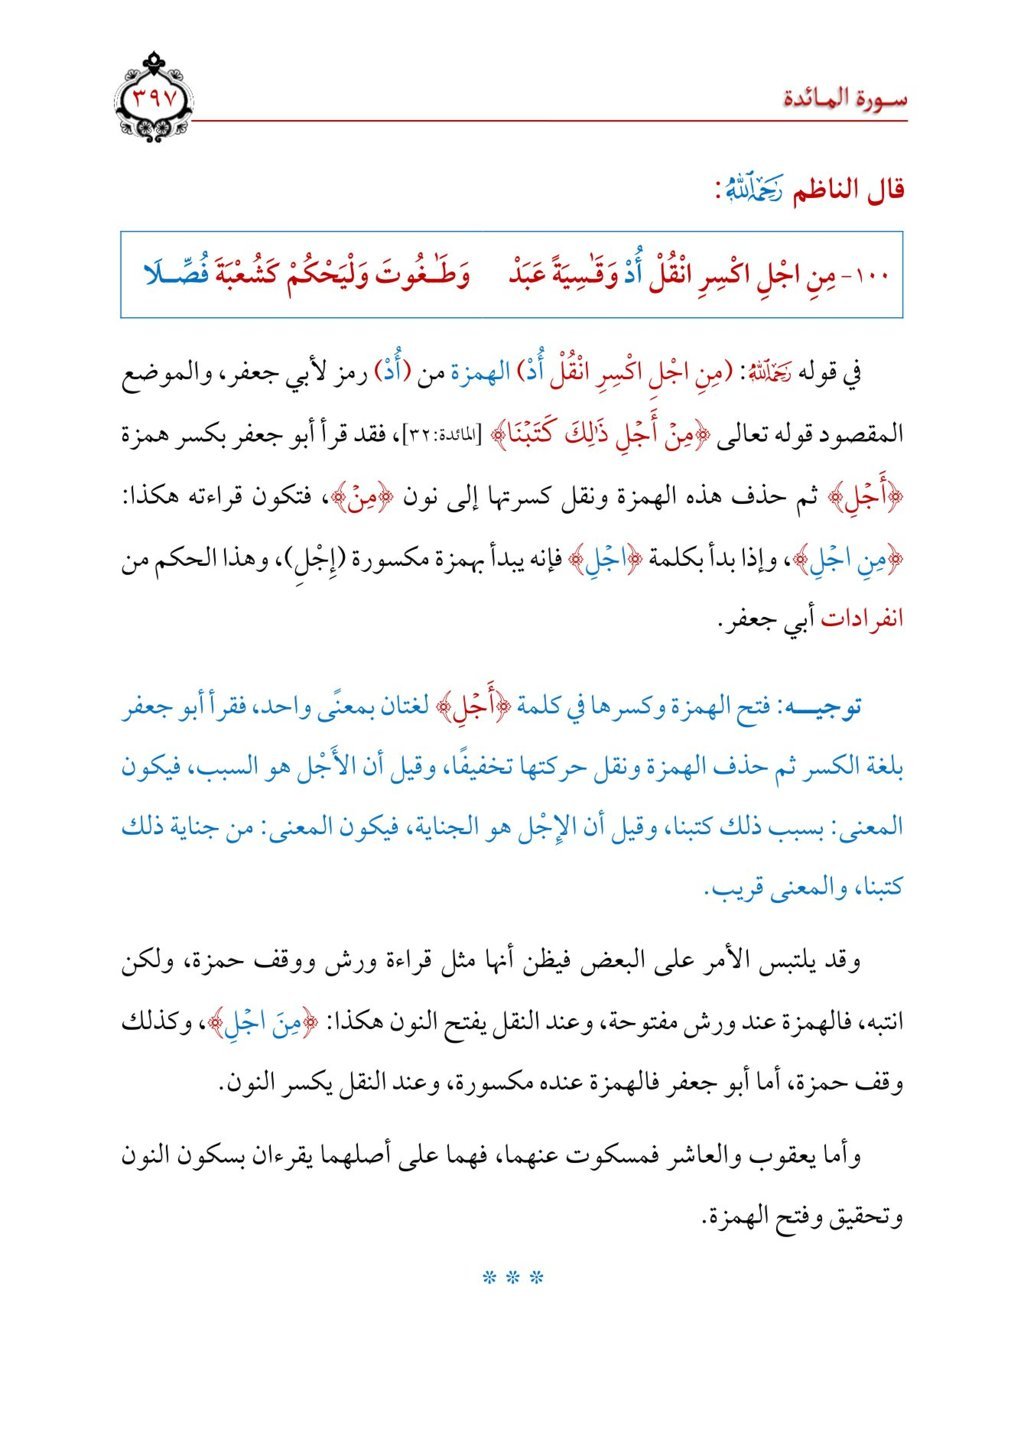 سورة المائدة
٣٩٧
قال الناظم رَحِمَهُ ٱللَّهُ:
١٠٠- مِنِ اجْلِ اكْسِرِ انْقُلْ أُدْ وَقَـٰسِيَةً عَبَدْ وَطَـٰـغُوتَ وَلْيَحْكُمْ كَشُعْبَةَ فُصِّـلَا
في قوله رَحِمَهُ ٱللَّهُ: (مِنِ اجْلِ اكْسِرِ انْقُلْ أُدْ) الهمزة من (أُدْ) رمز لأبي جعفر، والموضع
المقصود قوله تعالى ﴿مِنْ أَجْلِ ذَٰلِكَ كَتَبْنَا﴾ [المائدة:٣٢]، فقد قرأ أبو جعفر بكسر همزة
﴿أَجْلِ﴾ ثم حذف هذه الهمزة ونقل كسرتها إلى نون ﴿مِنْ﴾، فتكون قراءته هكذا:
﴿مِنِ اجْلِ﴾، وإذا بدأ بكلمة ﴿اجْلِ﴾ فإنه يبدأ بهمزة مكسورة (إِجْلِ)، وهذا الحكم من
انفرادات أبي جعفر.
توجيـــه: فتح الهمزة وكسرها في كلمة ﴿أَجْلِ﴾ لغتان بمعنًى واحد، فقرأ أبو جعفر
بلغة الكسر ثم حذف الهمزة ونقل حركتها تخفيفًا، وقيل أن الأَجْل هو السبب، فيكون
المعنى: بسبب ذلك كتبنا، وقيل أن الإِجْل هو الجناية، فيكون المعنى: من جناية ذلك
كتبنا، والمعنى قريب.
وقد يلتبس الأمر على البعض فيظن أنها مثل قراءة ورش ووقف حمزة، ولكن
انتبه، فالهمزة عند ورش مفتوحة، وعند النقل يفتح النون هكذا: ﴿مِنَ اجْلِ﴾، وكذلك
وقف حمزة، أما أبو جعفر فالهمزة عنده مكسورة، وعند النقل يكسر النون.
وأما يعقوب والعاشر فمسكوت عنهما، فهما على أصلهما يقرءان بسكون النون
وتحقيق وفتح الهمزة.
* * *